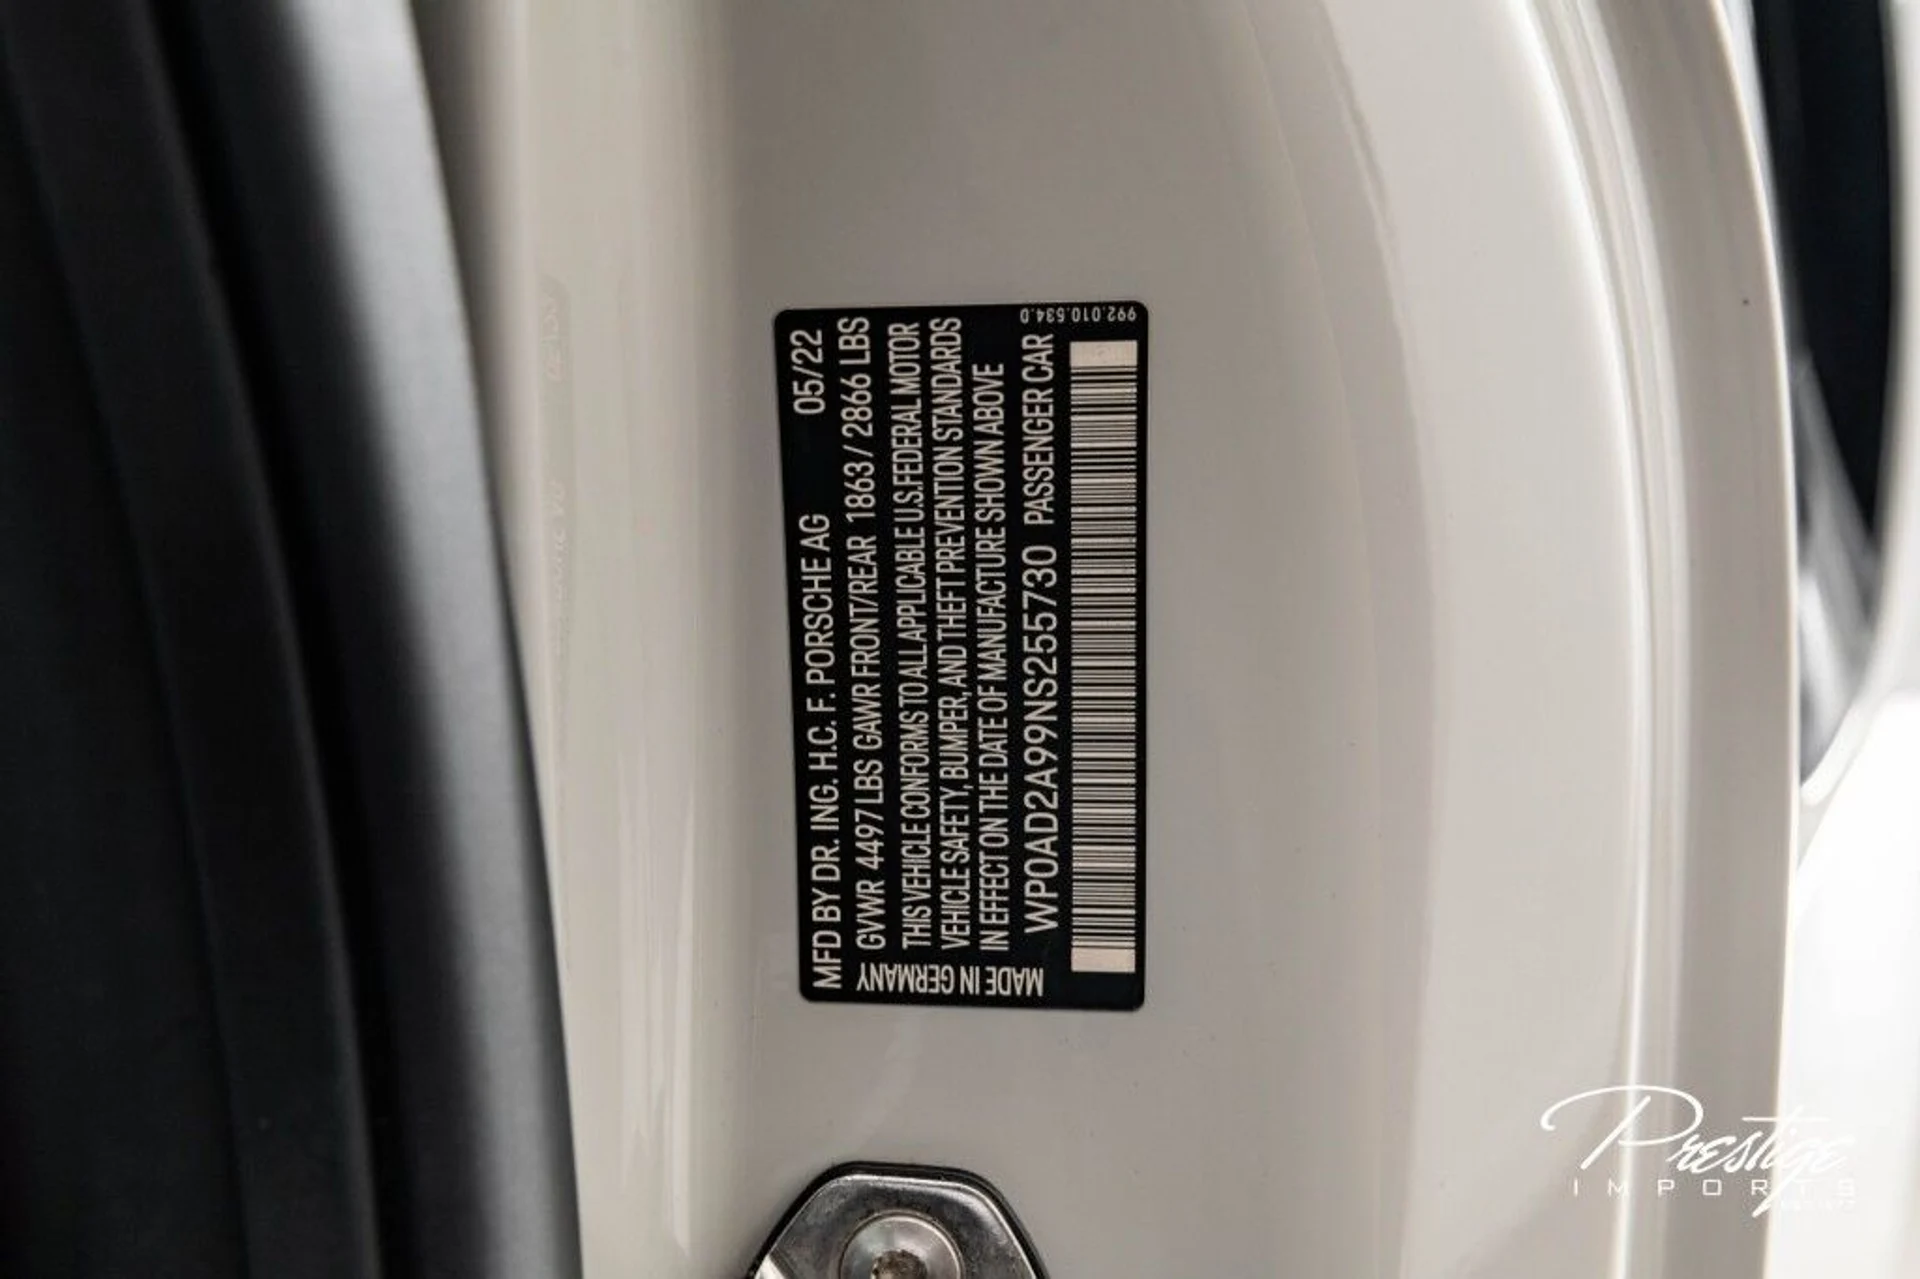 MFD BY DR. ING. H.C. F. PORSCHE AG 05/22
GVWR 4497 LBS GAWR FRONT/REAR 1863 / 2866 LBS
THIS VEHICLE CONFORMS TO ALL APPLICABLE U.S. FEDERAL MOTOR
VEHICLE SAFETY, BUMPER, AND THEFT PREVENTION STANDARDS
IN EFFECT ON THE DATE OF MANUFACTURE SHOWN ABOVE
WP0AD2A99NS255730 PASSENGER CAR
MADE IN GERMANY
992.010.534.0
Prestige
IMPORTS